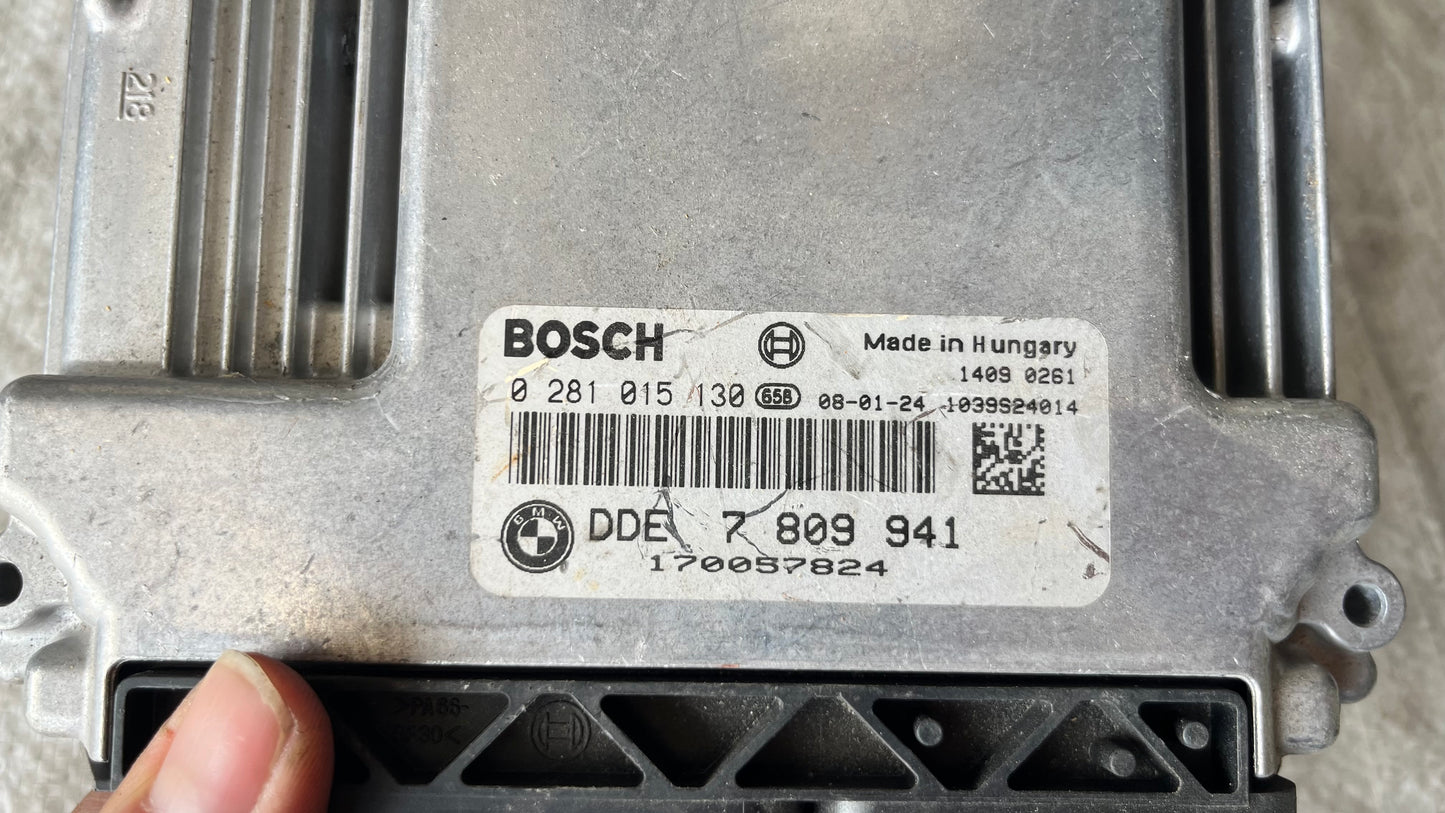 218
BOSCH
Made in Hungary
1409 0261
0 281 015 130 65B 08-01-24 1039S24014
BMW
DDE 7 809 941
170057824
>PA66-